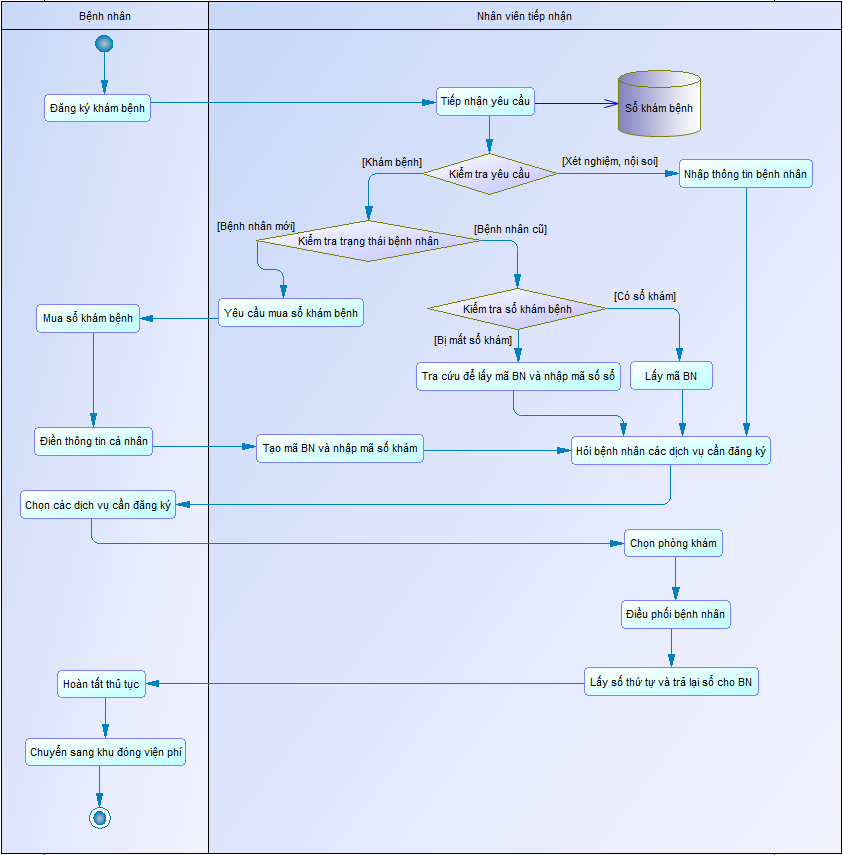 Bệnh nhân
Nhân viên tiếp nhận
Đăng ký khám bệnh
Tiếp nhận yêu cầu
Sổ khám bệnh
[Khám bệnh]
[Xét nghiệm, nội soi]
Kiểm tra yêu cầu
Nhập thông tin bệnh nhân
[Bệnh nhân mới]
[Bệnh nhân cũ]
Kiểm tra trạng thái bệnh nhân
[Có sổ khám]
Kiểm tra sổ khám bệnh
Mua sổ khám bệnh
Yêu cầu mua sổ khám bệnh
[Bị mất sổ khám]
Tra cứu để lấy mã BN và nhập mã số sổ
Lấy mã BN
Điền thông tin cá nhân
Tạo mã BN và nhập mã số khám
Hỏi bệnh nhân các dịch vụ cần đăng ký
Chọn các dịch vụ cần đăng ký
Chọn phòng khám
Điều phối bệnh nhân
Hoàn tất thủ tục
Lấy số thứ tự và trả lại sổ cho BN
Chuyển sang khu đóng viện phí